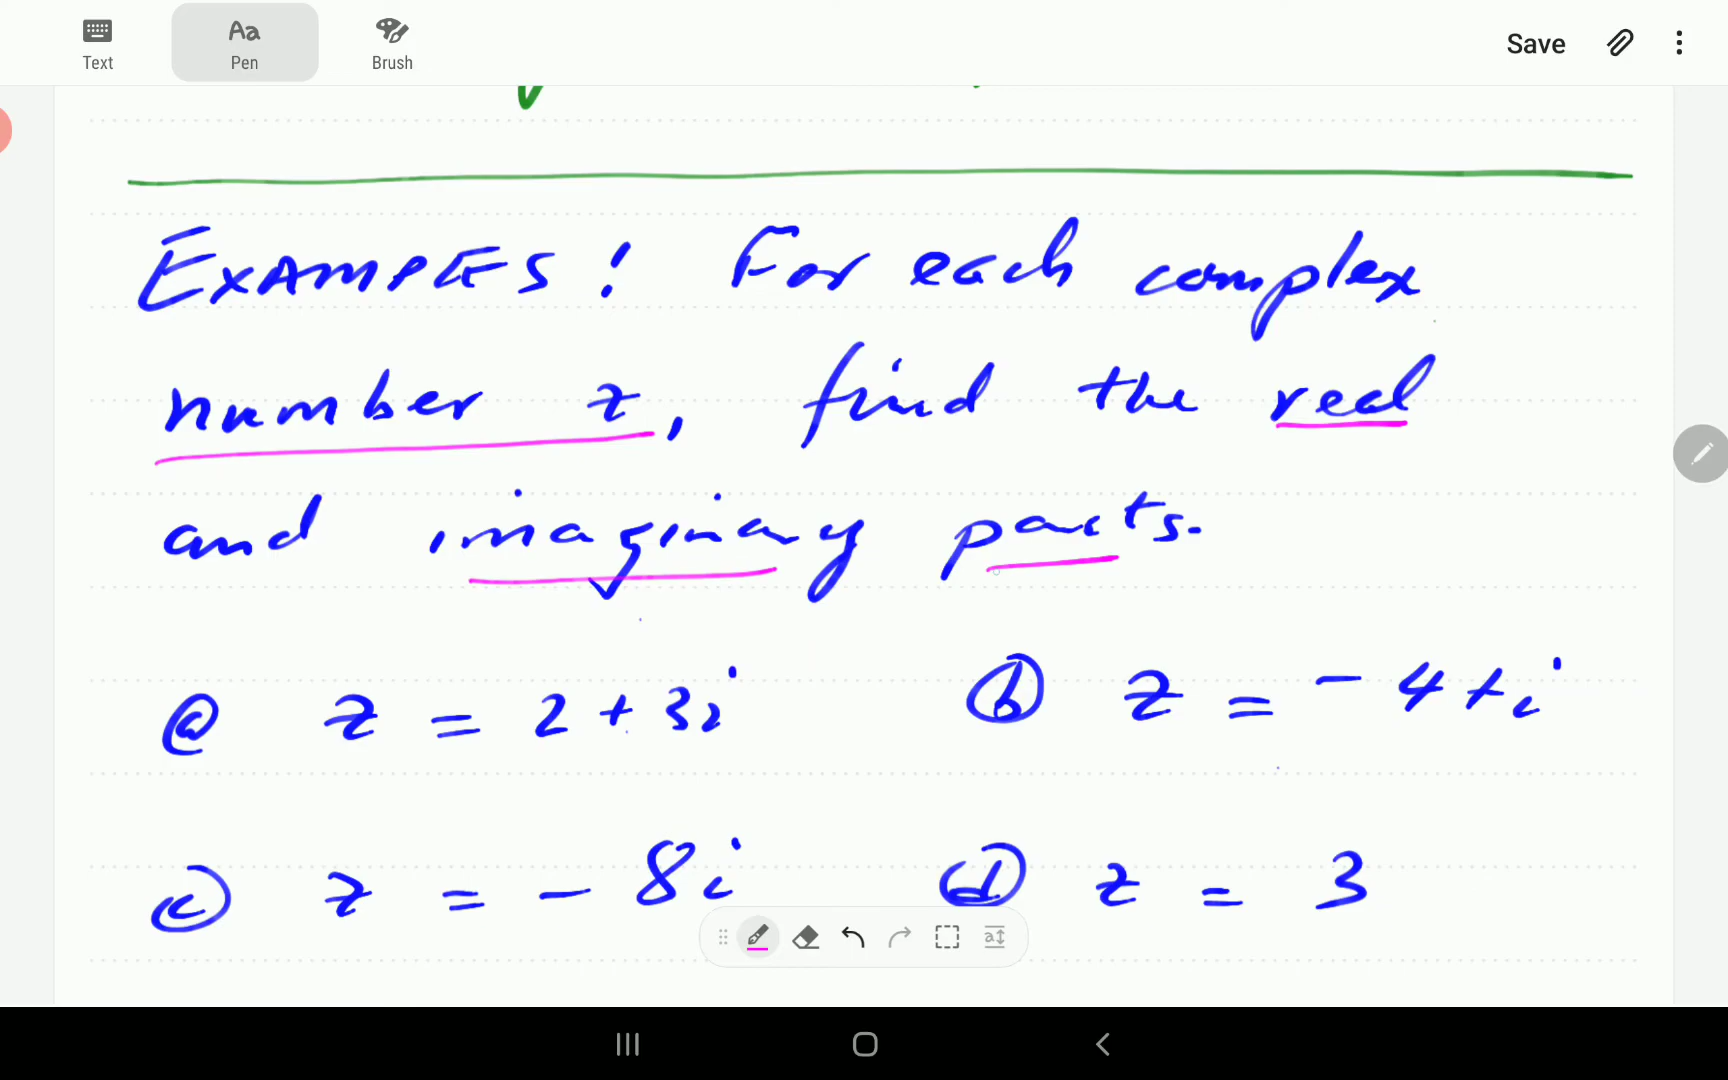 Text
Aa
Pen
Brush
Save
EXAMPLES! For each complex
number z, find the real
and imaginary parts.
ⓐ z = 2 + 3i ⓑ z = - 4 + i
ⓒ z = - 8i ⓓ z = 3